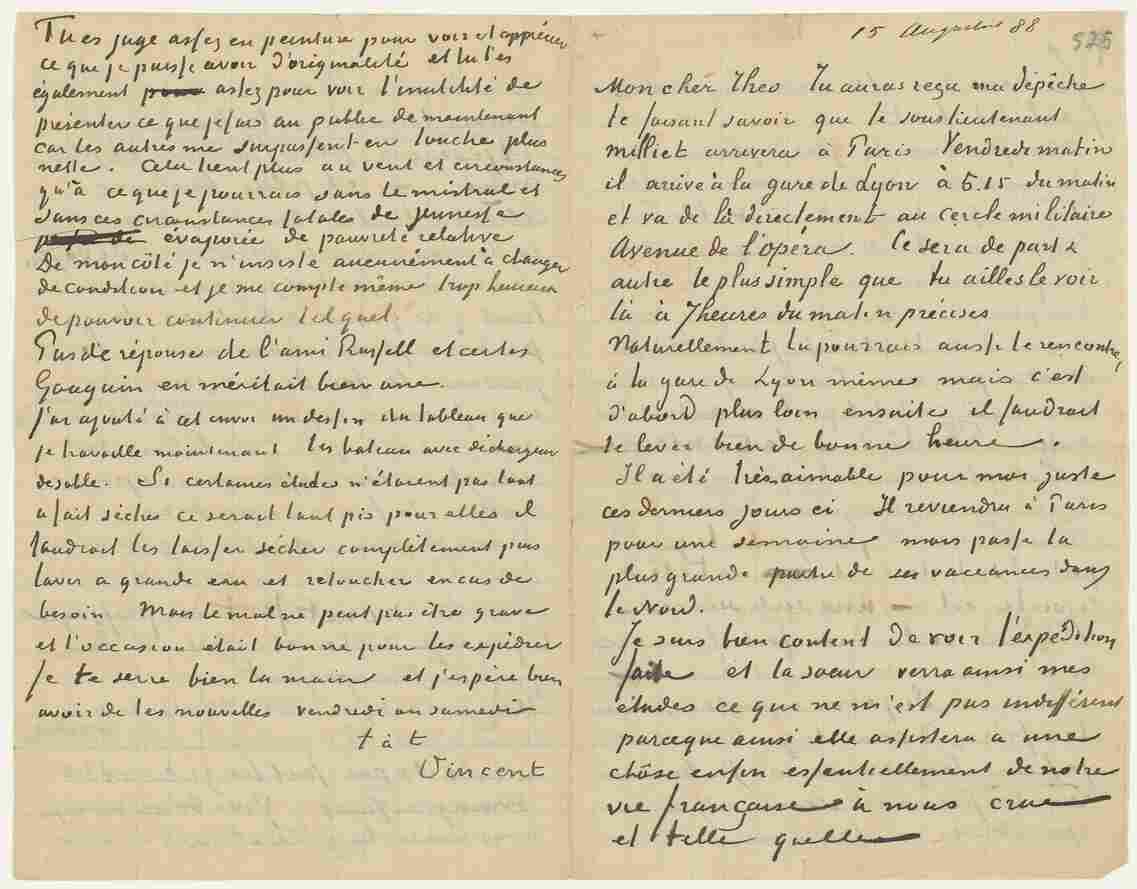 15 Augustus 88
575
Mon cher Theo Tu auras reçu ma dépêche
te faisant savoir que le souslieutenant
Milliet arrivera à Paris Vendredi matin
il arrive à la gare de Lyon à 5.15 du matin
et va de là directement au cercle militaire
Avenue de l'opéra. Ce sera de part &
autre le plus simple que tu ailles le voir
là à 7 heures du matin précises
Naturellement tu pourrais aussi le rencontrer
à la gare de Lyon même mais c'est
d'abord plus loin ensuite il faudrait
te lever bien de bonne heure.
Il a été très aimable pour moi juste
ces derniers jours ci Il reviendra à Paris
pour une semaine mais passe la
plus grande partie de ses vacances dans
le Nord.
Je suis bien content de voir l'expédition
faite et la soeur verra ainsi mes
études ce que ne m'est pas indifférent
parceque ainsi elle assistera a une
chôse enfin essentiellement de notre
vie française à nous crue
et telle quelle
Tu es juge assez en peinture pour voir et apprécier
ce que je puisse avoir d'originalité et tu l'es
également pour assez pour voir l'inutilité de
présenter ce que je fais au public de maintenant
car les autres me surpassent en touche plus
nette. Cela tient plus au vent et circonstances
qu'à ce que je pourrais sans le mistral et
sans ces circonstances fatales de jeunesse
évaporée de pauvreté relative
De mon côté je n'insiste aucunément à changer
de condition et je me compte même trop heureux
de pouvoir continuer tel quel.
Pas de réponse de l'ami Russell et certes
Gauguin en méritait bien une.
J'ai ajouté à cet envoi un dessin du tableau que
je travaille maintenant les bateau avec déchargeur
de sable. Si certaines études n'étaient pas tout
a fait sèches ce serait tant pis pour elles il
faudrait les laisser sécher complètement puis
laver a grande eau et retoucher en cas de
besoin Mais le mal ne peut pas être grave
et l'occasion était bonne pour les expédier
Je te serre bien la main et j'espère bien
avoir de tes nouvelles vendredi ou samedi
t à t
Vincent